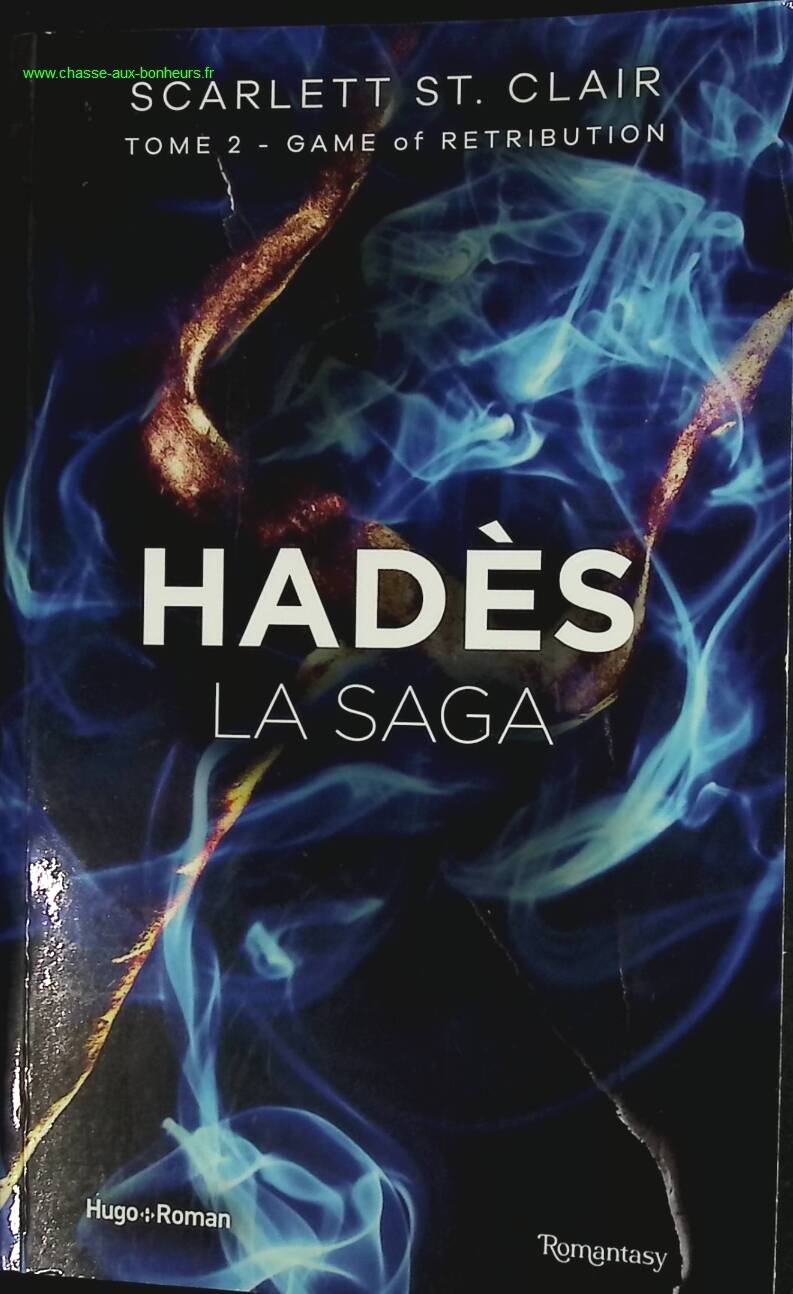 www.chasse-aux-bonheurs.fr
SCARLETT ST. CLAIR
TOME 2 - GAME of RETRIBUTION
HADÈS
LA SAGA
Hugo Roman
Romantasy